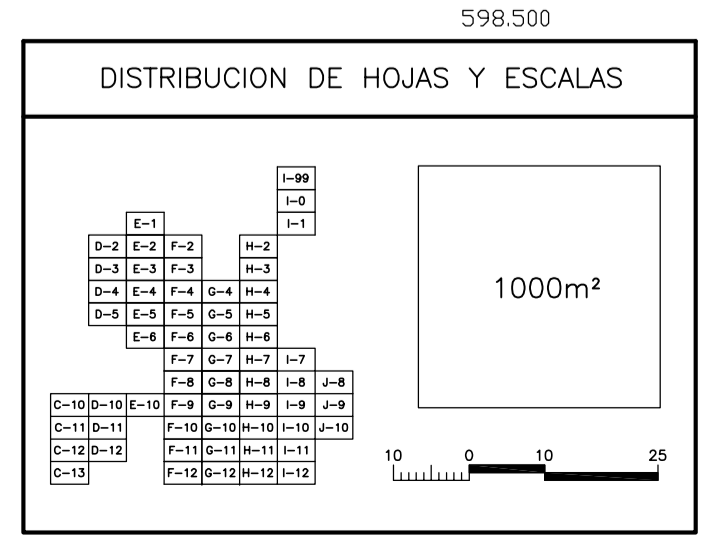 598.500
DISTRIBUCION DE HOJAS Y ESCALAS
I-99
I-0
E-1 I-1
D-2 E-2 F-2 H-2
D-3 E-3 F-3 H-3
D-4 E-4 F-4 G-4 H-4
D-5 E-5 F-5 G-5 H-5
E-6 F-6 G-6 H-6
F-7 G-7 H-7 I-7
F-8 G-8 H-8 I-8 J-8
C-10 D-10 E-10 F-9 G-9 H-9 I-9 J-9
C-11 D-11 F-10 G-10 H-10 I-10 J-10
C-12 D-12 F-11 G-11 H-11 I-11
C-13 F-12 G-12 H-12 I-12
1000m²
10 0 10 25